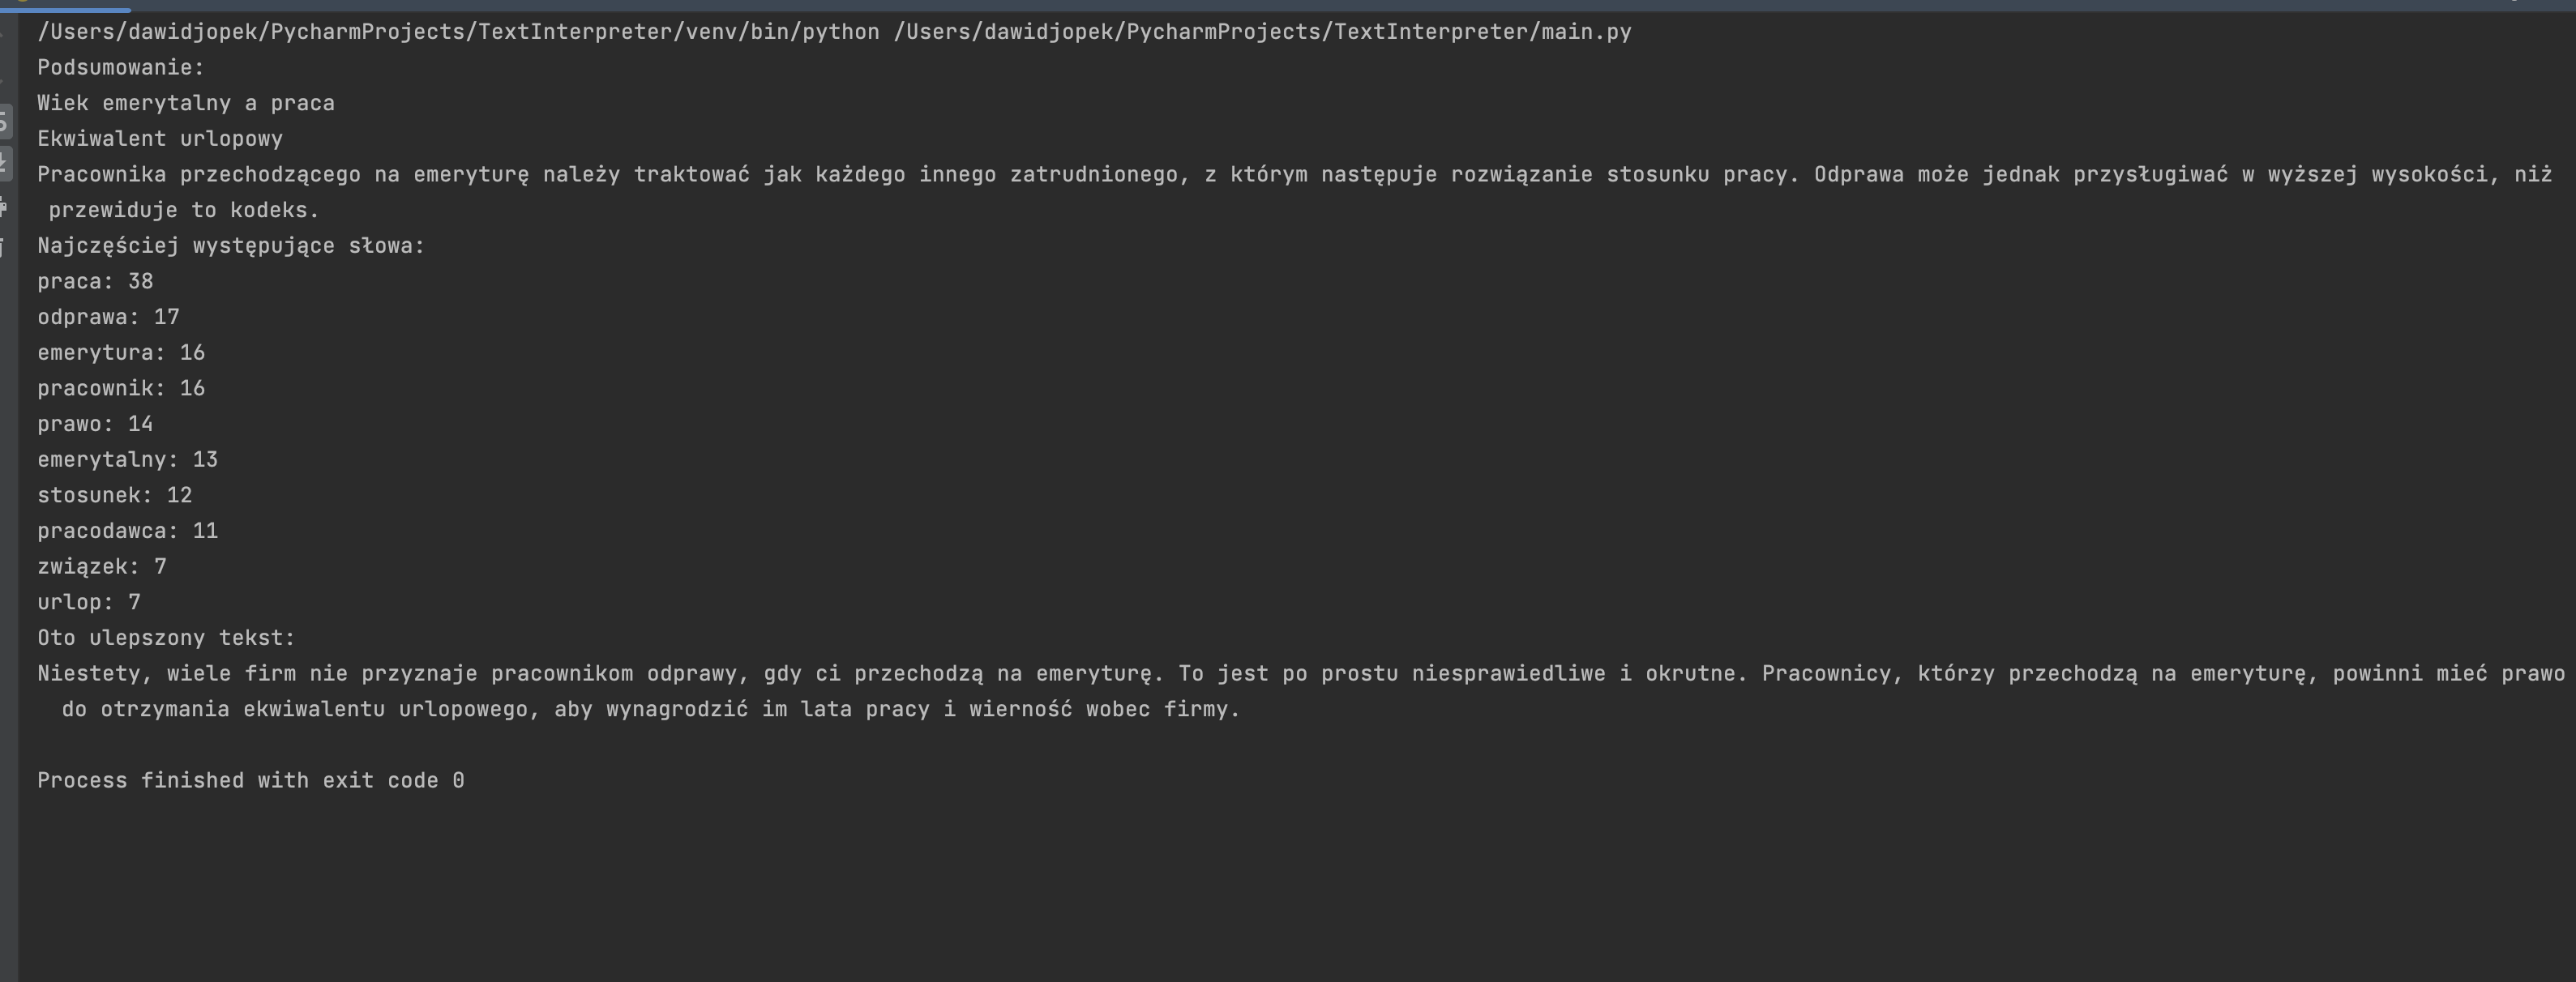 /Users/dawidjopek/PycharmProjects/TextInterpreter/venv/bin/python /Users/dawidjopek/PycharmProjects/TextInterpreter/main.py
Podsumowanie:
Wiek emerytalny a praca
Ekwiwalent urlopowy
Pracownika przechodzącego na emeryturę należy traktować jak każdego innego zatrudnionego, z którym następuje rozwiązanie stosunku pracy. Odprawa może jednak przysługiwać w wyższej wysokości, niż
przewiduje to kodeks.
Najczęściej występujące słowa:
praca: 38
odprawa: 17
emerytura: 16
pracownik: 16
prawo: 14
emerytalny: 13
stosunek: 12
pracodawca: 11
związek: 7
urlop: 7
Oto ulepszony tekst:
Niestety, wiele firm nie przyznaje pracownikom odprawy, gdy ci przechodzą na emeryturę. To jest po prostu niesprawiedliwe i okrutne. Pracownicy, którzy przechodzą na emeryturę, powinni mieć prawo
do otrzymania ekwiwalentu urlopowego, aby wynagrodzić im lata pracy i wierność wobec firmy.
Process finished with exit code 0